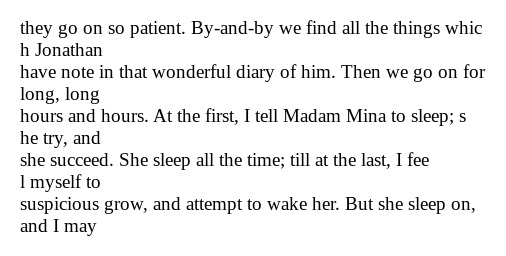 they go on so patient. By-and-by we find all the things whic
h Jonathan
have note in that wonderful diary of him. Then we go on for
long, long
hours and hours. At the first, I tell Madam Mina to sleep; s
he try, and
she succeed. She sleep all the time; till at the last, I fee
l myself to
suspicious grow, and attempt to wake her. But she sleep on,
and I may